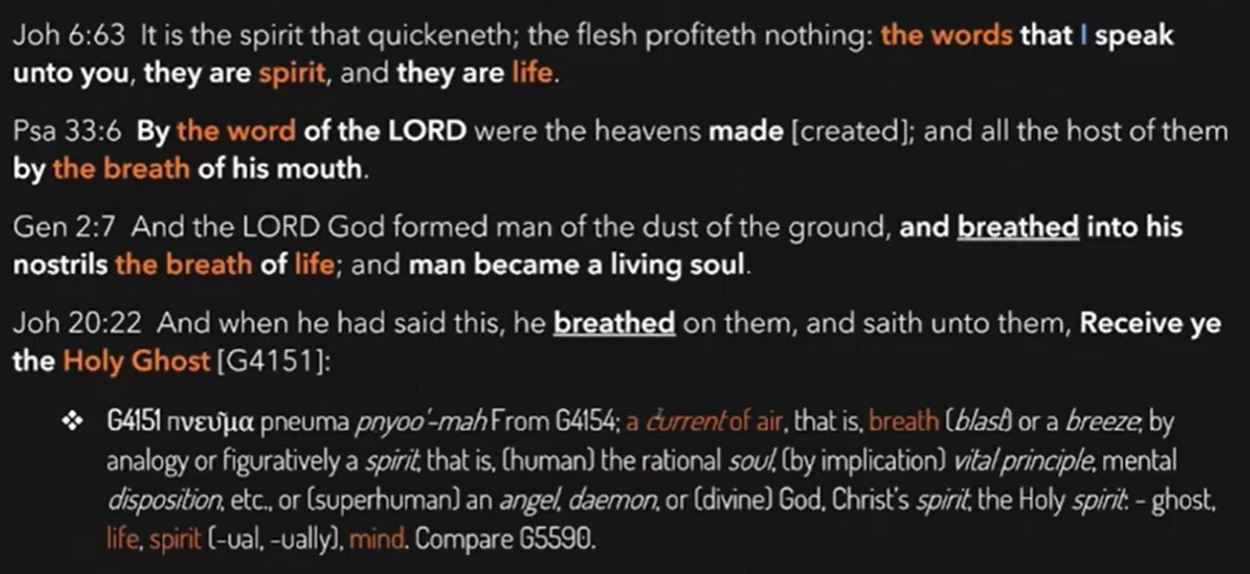 Joh 6:63 It is the spirit that quickeneth; the flesh profiteth nothing: the words that I speak
unto you, they are spirit, and they are life.
Psa 33:6 By the word of the LORD were the heavens made [created]; and all the host of them
by the breath of his mouth.
Gen 2:7 And the LORD God formed man of the dust of the ground, and breathed into his
nostrils the breath of life; and man became a living soul.
Joh 20:22 And when he had said this, he breathed on them, and saith unto them, Receive ye
the Holy Ghost [G4151]:
❖ G4151 πνεῦμα pneuma pnyoo'-mah From G4154; a current of air, that is, breath (blast) or a breeze; by
analogy or figuratively a spirit, that is, (human) the rational soul, (by implication) vital principle, mental
disposition, etc., or (superhuman) an angel, daemon, or (divine) God, Christ's spirit, the Holy spirit: - ghost,
life, spirit (-ual, -ually), mind. Compare G5590.